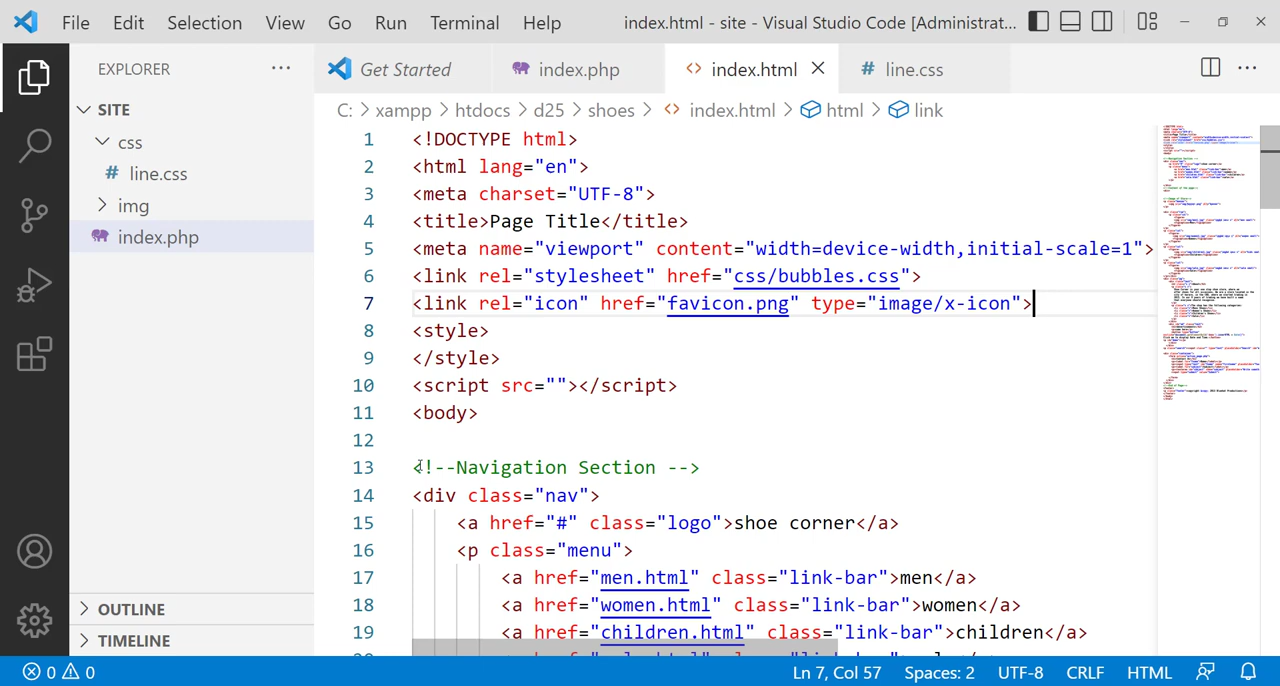 File Edit Selection View Go Run Terminal Help index.html - site - Visual Studio Code [Administrat...
EXPLORER
SITE
css
# line.css
img
index.php
OUTLINE
TIMELINE
Get Started index.php <> index.html # line.css
C: > xampp > htdocs > d25 > shoes > <> index.html > html > link
1 <!DOCTYPE html>
2 <html lang="en">
3 <meta charset="UTF-8">
4 <title>Page Title</title>
5 <meta name="viewport" content="width=device-width,initial-scale=1">
6 <link rel="stylesheet" href="css/bubbles.css">
7 <link rel="icon" href="favicon.png" type="image/x-icon">
8 <style>
9 </style>
10 <script src=""></script>
11 <body>
12
13 <!--Navigation Section -->
14 <div class="nav">
15 <a href="#" class="logo">shoe corner</a>
16 <p class="menu">
17 <a href="men.html" class="link-bar">men</a>
18 <a href="women.html" class="link-bar">women</a>
19 <a href="children.html" class="link-bar">children</a>
0 0 Ln 7, Col 57 Spaces: 2 UTF-8 CRLF HTML